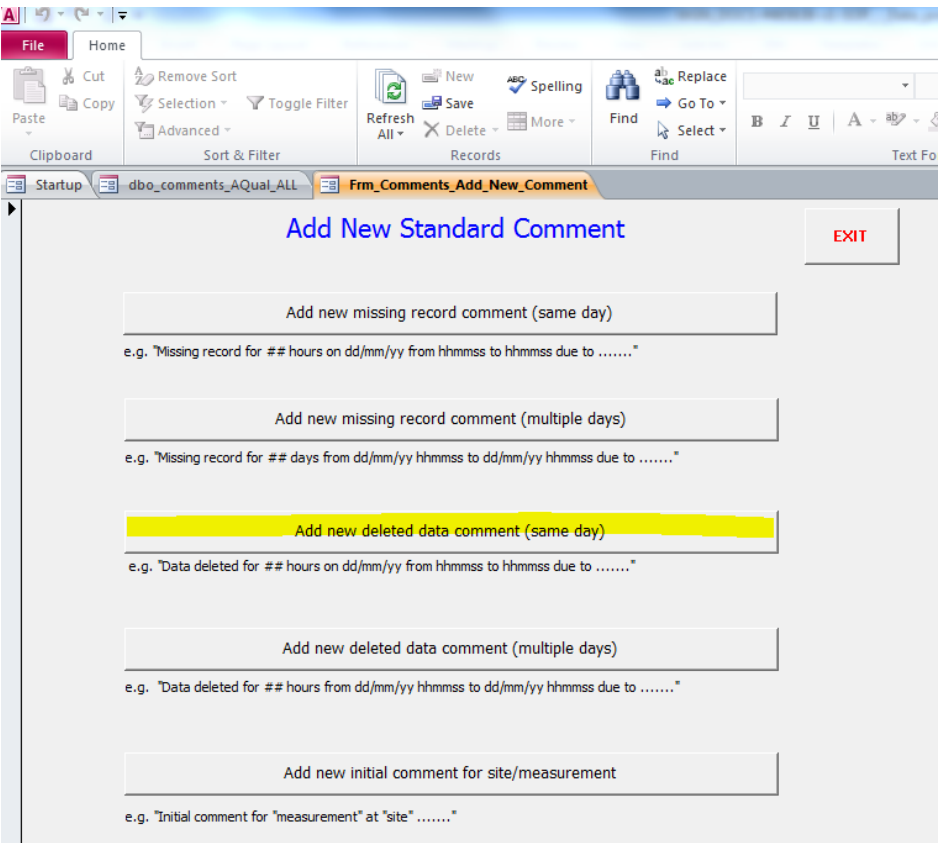 A
File Home
Paste
Cut
Copy
Clipboard
Remove Sort
Selection Toggle Filter
Advanced
Sort & Filter
Refresh All
New
Save
Delete
Spelling
More
Records
Find
Replace
Go To
Select
Find
B I U A ab
Text Fo
Startup dbo_comments_AQual_ALL Frm_Comments_Add_New_Comment
Add New Standard Comment
EXIT
Add new missing record comment (same day)
e.g. "Missing record for ## hours on dd/mm/yy from hhmmss to hhmmss due to ......."
Add new missing record comment (multiple days)
e.g. "Missing record for ## days from dd/mm/yy hhmmss to dd/mm/yy hhmmss due to ......."
Add new deleted data comment (same day)
e.g. "Data deleted for ## hours on dd/mm/yy from hhmmss to hhmmss due to ......."
Add new deleted data comment (multiple days)
e.g. "Data deleted for ## hours from dd/mm/yy hhmmss to dd/mm/yy hhmmss due to ......."
Add new initial comment for site/measurement
e.g. "Initial comment for "measurement" at "site" ......."